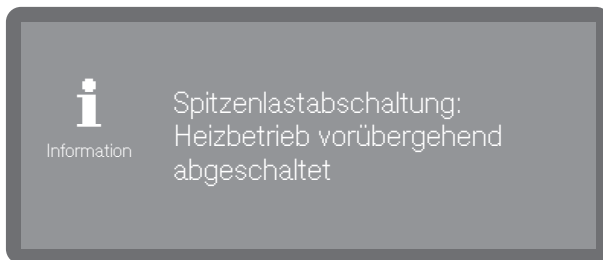 Information
Spitzenlastabschaltung:
Heizbetrieb vorübergehend
abgeschaltet